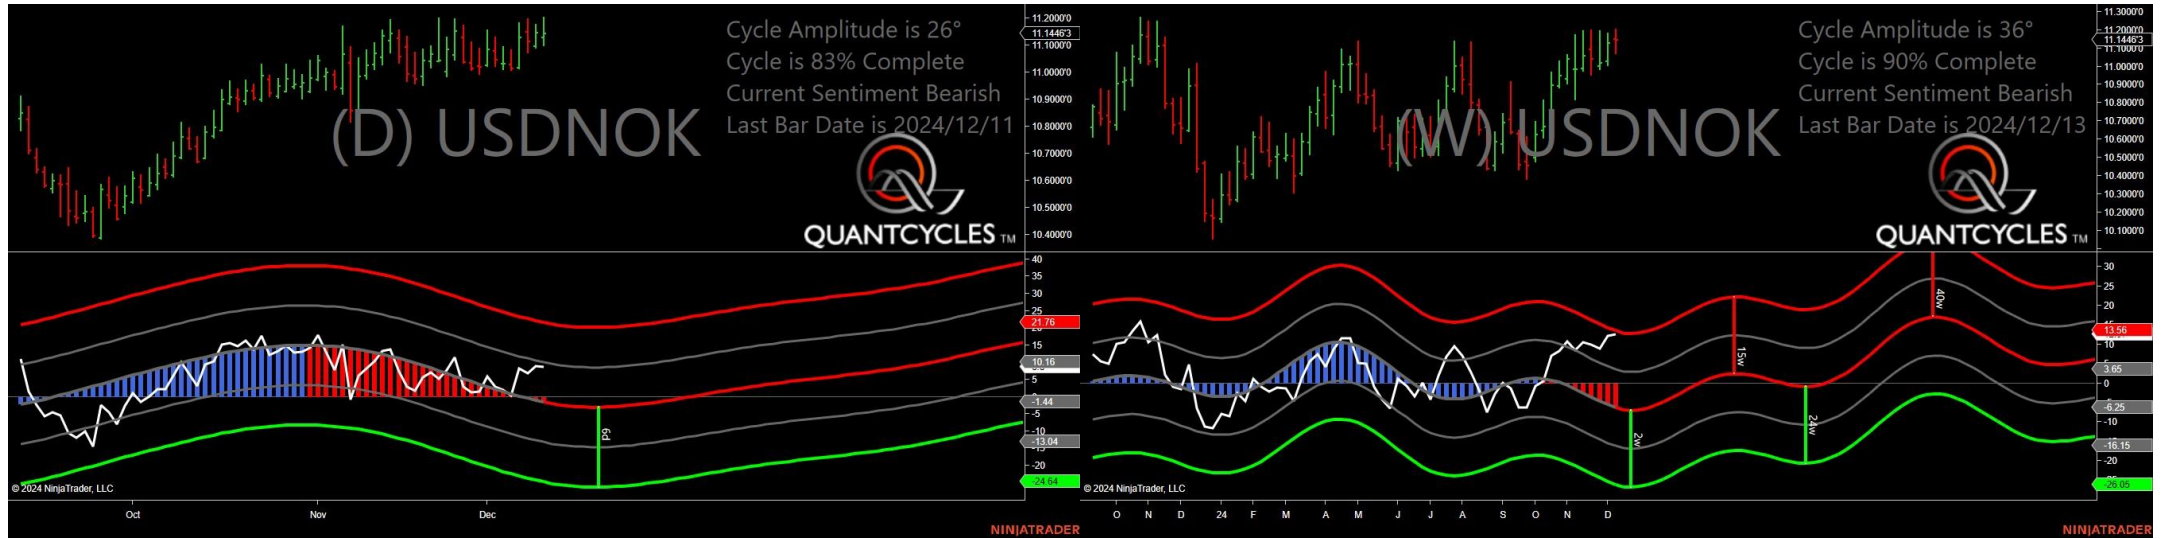 Cycle Amplitude is 26°
Cycle is 83% Complete
Current Sentiment Bearish
Last Bar Date is 2024/12/11
(D) USDNOK
QUANTCYCLES TM
11.2000'0
11.1446'3
11.1000'0
11.0000'0
10.9000'0
10.8000'0
10.7000'0
10.6000'0
10.5000'0
10.4000'0
40
35
30
25
21.76
15
10.16
5
-1.44
-5
-10
-13.04
-20
-24.64
9d
© 2024 NinjaTrader, LLC
Oct Nov Dec
NINJATRADER
Cycle Amplitude is 36°
Cycle is 90% Complete
Current Sentiment Bearish
Last Bar Date is 2024/12/13
(W) USDNOK
QUANTCYCLES TM
11.3000'0
11.2000'0
11.1446'3
11.1000'0
11.0000'0
10.9000'0
10.8000'0
10.7000'0
10.6000'0
10.5000'0
10.4000'0
10.3000'0
10.2000'0
10.1000'0
30
25
20
13.56
10
3.65
0
-6.25
-10
-16.15
-20
-26.05
2w
15w
24w
40w
© 2024 NinjaTrader, LLC
O N D 24 F M A M J J A S O N D
NINJATRADER